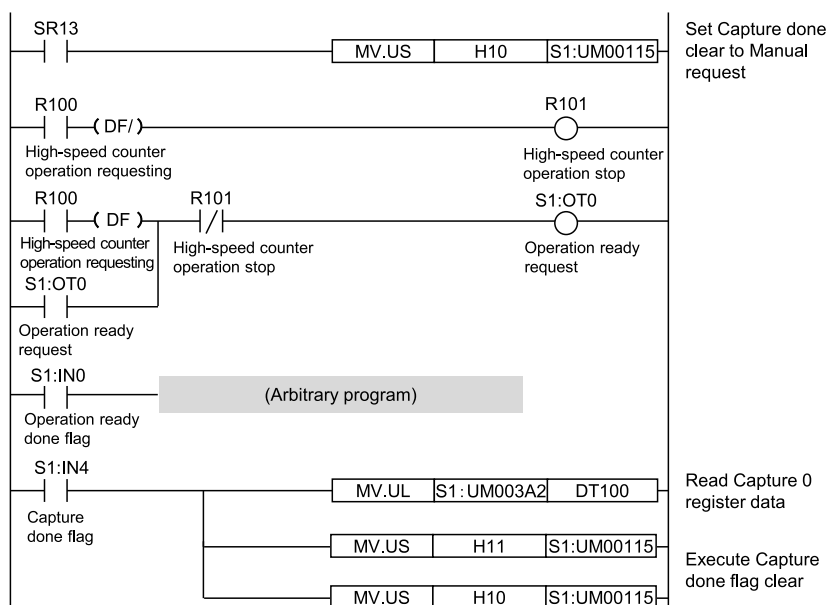 SR13
MV.US H10 S1:UM00115
Set Capture done
clear to Manual
request
R100
( DF/ )
R101
High-speed counter
operation requesting
High-speed counter
operation stop
R100
( DF )
R101
S1:OT0
High-speed counter
operation requesting
High-speed counter
operation stop
Operation ready
request
S1:OT0
Operation ready
request
S1:IN0
(Arbitrary program)
Operation ready
done flag
S1:IN4
MV.UL S1:UM003A2 DT100
Read Capture 0
register data
Capture
done flag
MV.US H11 S1:UM00115
Execute Capture
done flag clear
MV.US H10 S1:UM00115